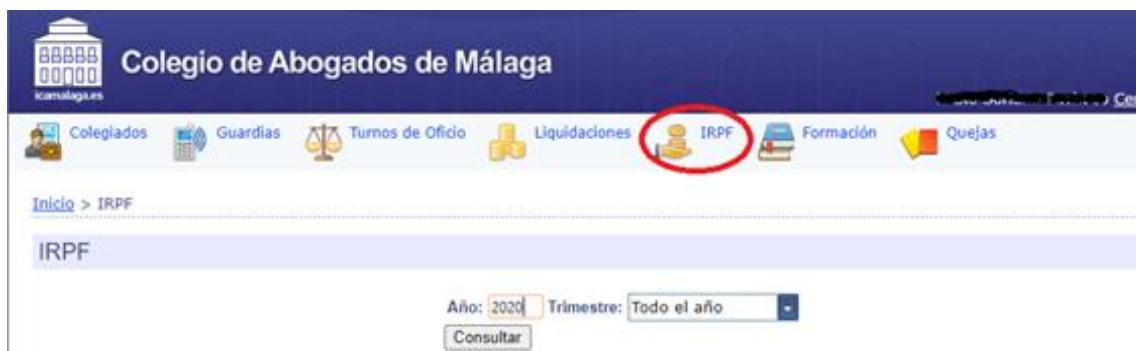 Colegio de Abogados de Málaga
icamalaga.es
Colegiados Guardias Turnos de Oficio Liquidaciones IRPF Formación Quejas
Inicio > IRPF
IRPF
Año: 2020 Trimestre: Todo el año
Consultar